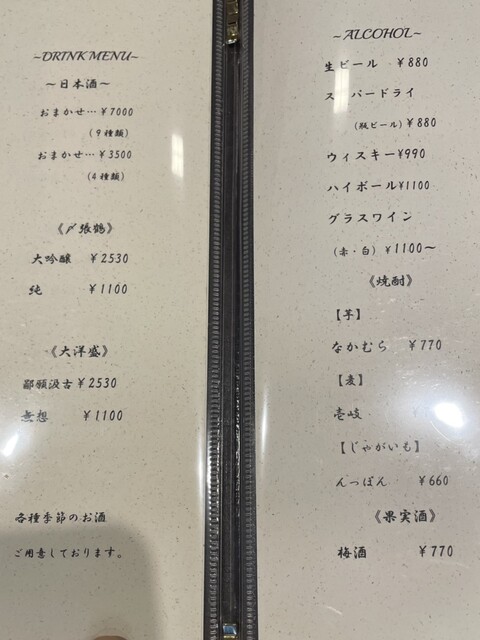 ~DRINK MENU~
~日本酒~
おまかせ…¥7000
(9種類)
おまかせ…¥3500
(4種類)
《〆張鶴》
大吟醸 ¥2530
純 ¥1100
《大洋盛》
鄙願汲古 ¥2530
無想 ¥1100
各種季節のお酒
ご用意しております。
~ALCOHOL~
生ビール ¥880
ス パードライ
(瓶ビール) ¥880
ウィスキー¥990
ハイボール¥1100
グラスワイン
(赤・白) ¥1100~
《焼酎》
【芋】
なかむら ¥770
【麦】
壱岐
【じゃがいも】
んっぽん ¥660
《果実酒》
梅酒 ¥770